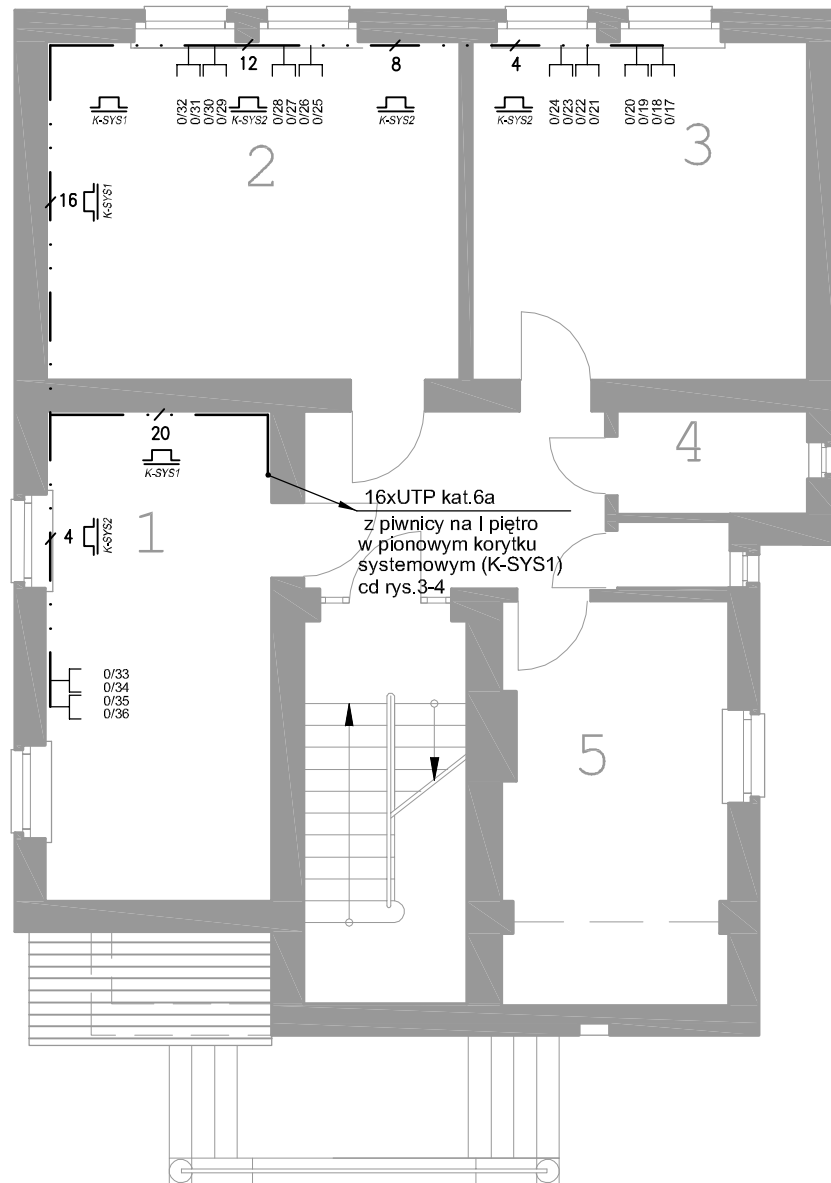 12
8
4
K-SYS1
0/32
0/31
0/30
0/29
K-SYS2
0/28
0/27
0/26
0/25
K-SYS2
K-SYS2
0/24
0/23
0/22
0/21
0/20
0/19
0/18
0/17
2
3
16
K-SYS1
20
K-SYS1
4
16xUTP kat.6a
z piwnicy na I piętro
w pionowym korytku
systemowym (K-SYS1)
cd rys.3-4
4
K-SYS2
1
0/33
0/34
0/35
0/36
5